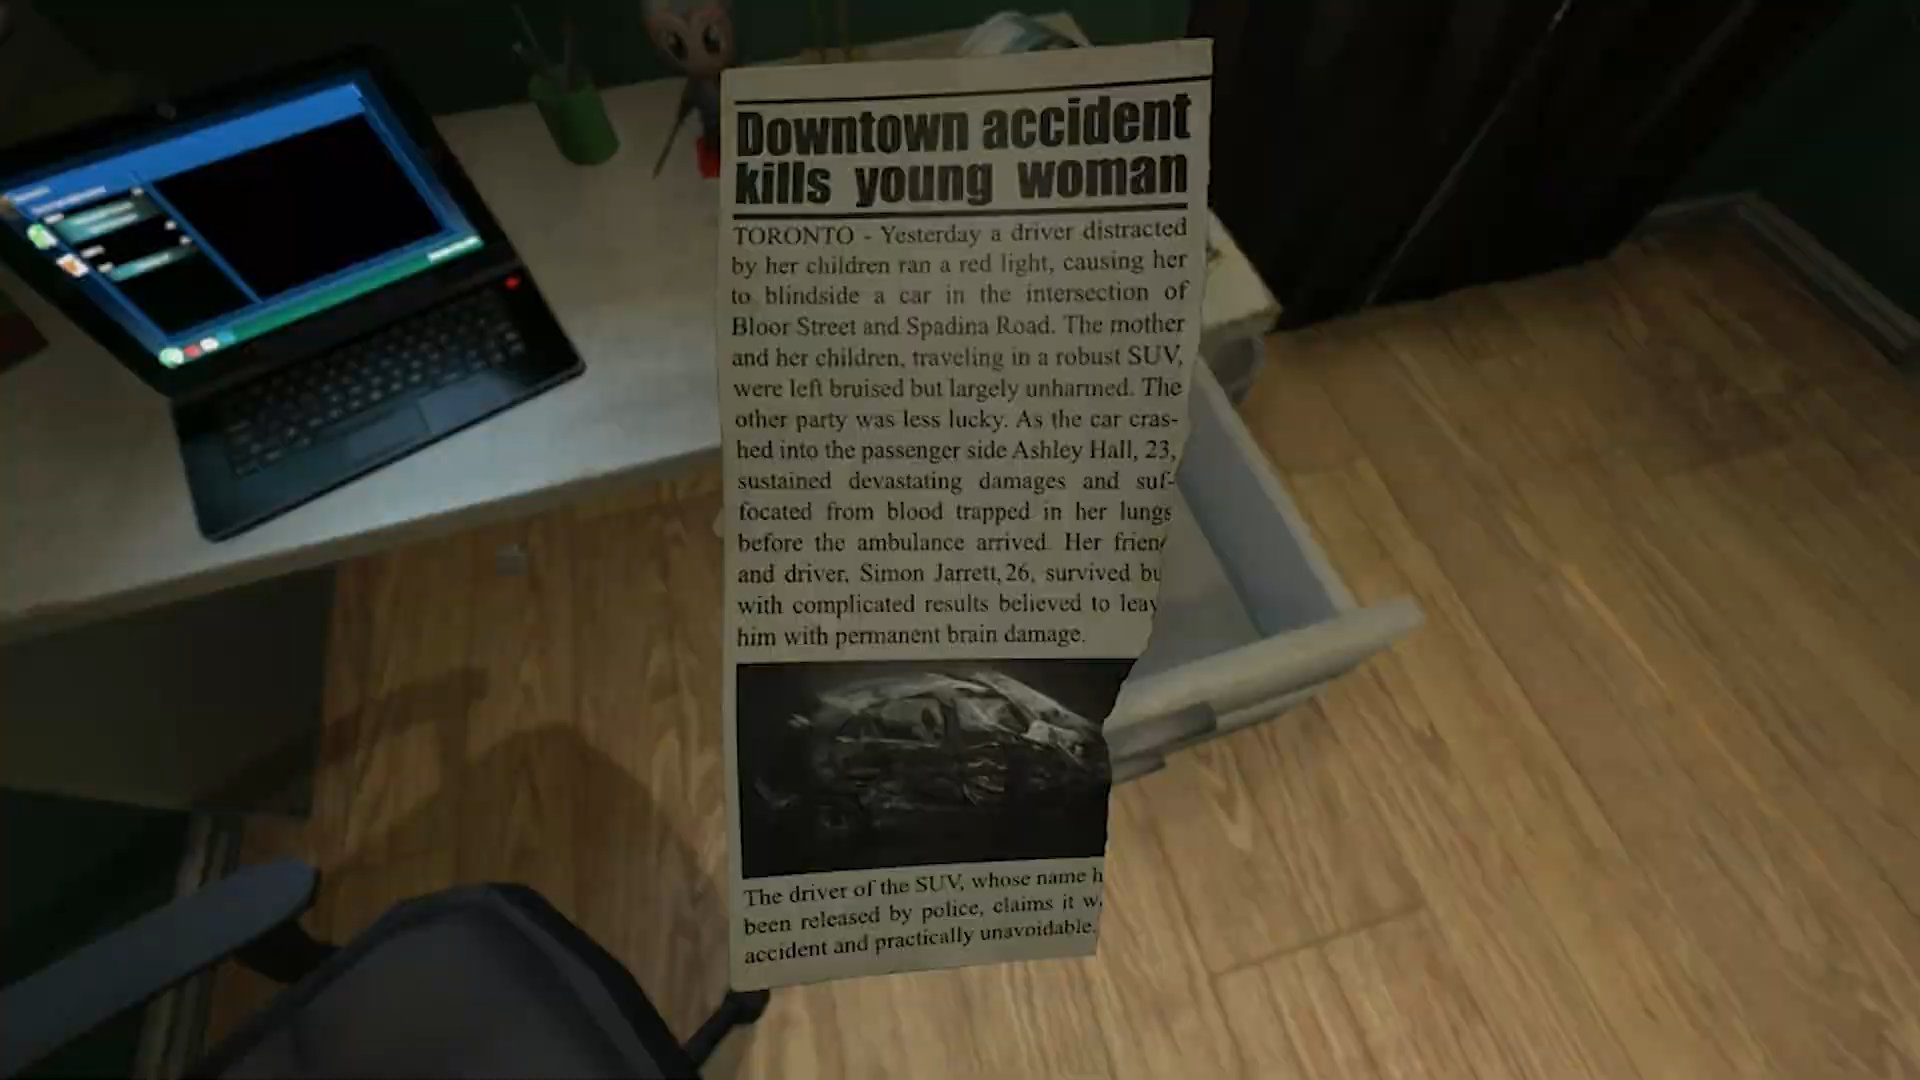 Downtown accident
kills young woman
TORONTO - Yesterday a driver distracted
by her children ran a red light, causing her
to blindside a car in the intersection of
Bloor Street and Spadina Road. The mother
and her children, traveling in a robust SUV,
were left bruised but largely unharmed. The
other party was less lucky. As the car cras-
hed into the passenger side Ashley Hall, 23,
sustained devastating damages and suf-
focated from blood trapped in her lungs
before the ambulance arrived. Her frien
and driver, Simon Jarrett, 26, survived bu
with complicated results believed to leav
him with permanent brain damage.
The driver of the SUV, whose name h
been released by police, claims it w
accident and practically unavoidable.